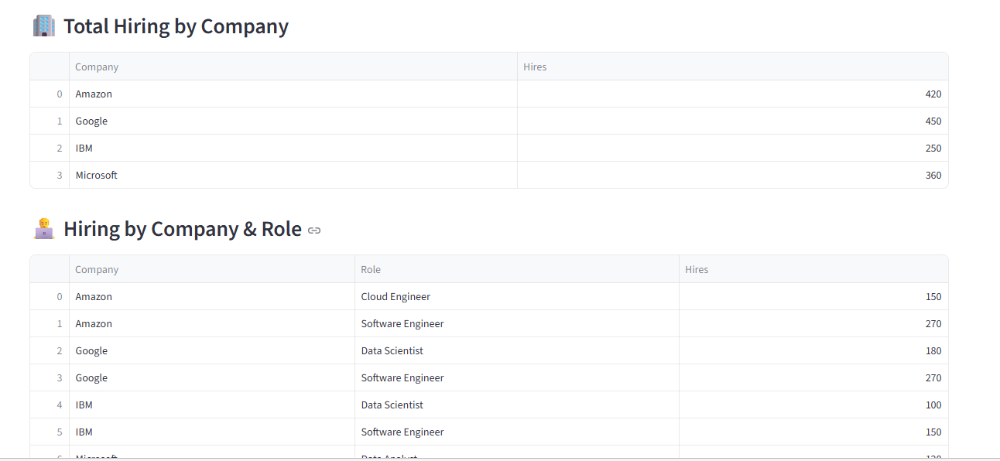 Total Hiring by Company
Company Hires
0 Amazon 420
1 Google 450
2 IBM 250
3 Microsoft 360
Hiring by Company & Role
Company Role Hires
0 Amazon Cloud Engineer 150
1 Amazon Software Engineer 270
2 Google Data Scientist 180
3 Google Software Engineer 270
4 IBM Data Scientist 100
5 IBM Software Engineer 150
Microsoft Data Analyst